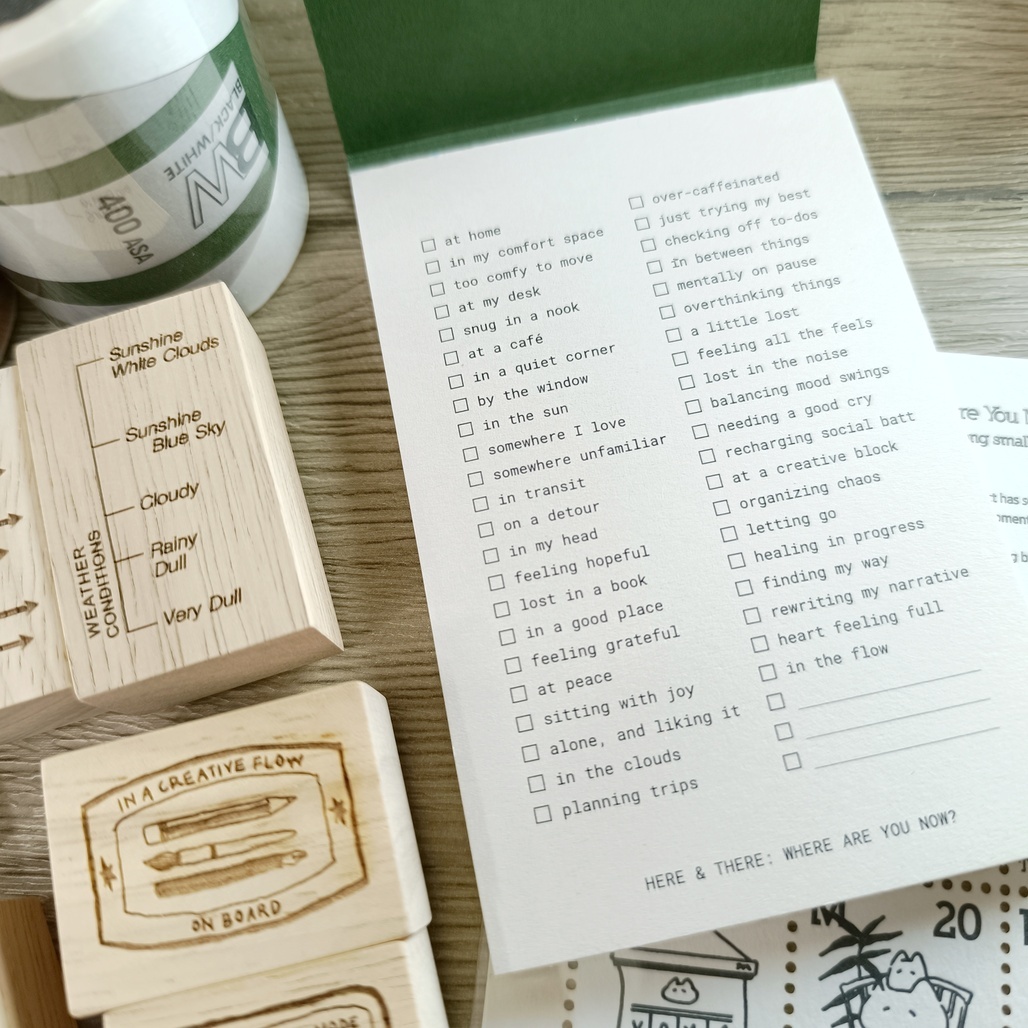 BW
BLACK/WHITE
400 ASA
Sunshine
White Clouds
Sunshine
Blue Sky
Cloudy
Rainy
Dull
Very Dull
WEATHER
CONDITIONS
IN A CREATIVE FLOW
ON BOARD
at home
in my comfort space
too comfy to move
at my desk
snug in a nook
at a café
in a quiet corner
by the window
in the sun
somewhere I love
somewhere unfamiliar
in transit
on a detour
in my head
feeling hopeful
lost in a book
in a good place
feeling grateful
at peace
sitting with joy
alone, and liking it
in the clouds
planning trips
over-caffeinated
just trying my best
checking off to-dos
in between things
mentally on pause
overthinking things
a little lost
feeling all the feels
lost in the noise
balancing mood swings
needing a good cry
recharging social batt
at a creative block
organizing chaos
letting go
healing in progress
finding my way
rewriting my narrative
heart feeling full
in the flow
HERE & THERE: WHERE ARE YOU NOW?
You
20